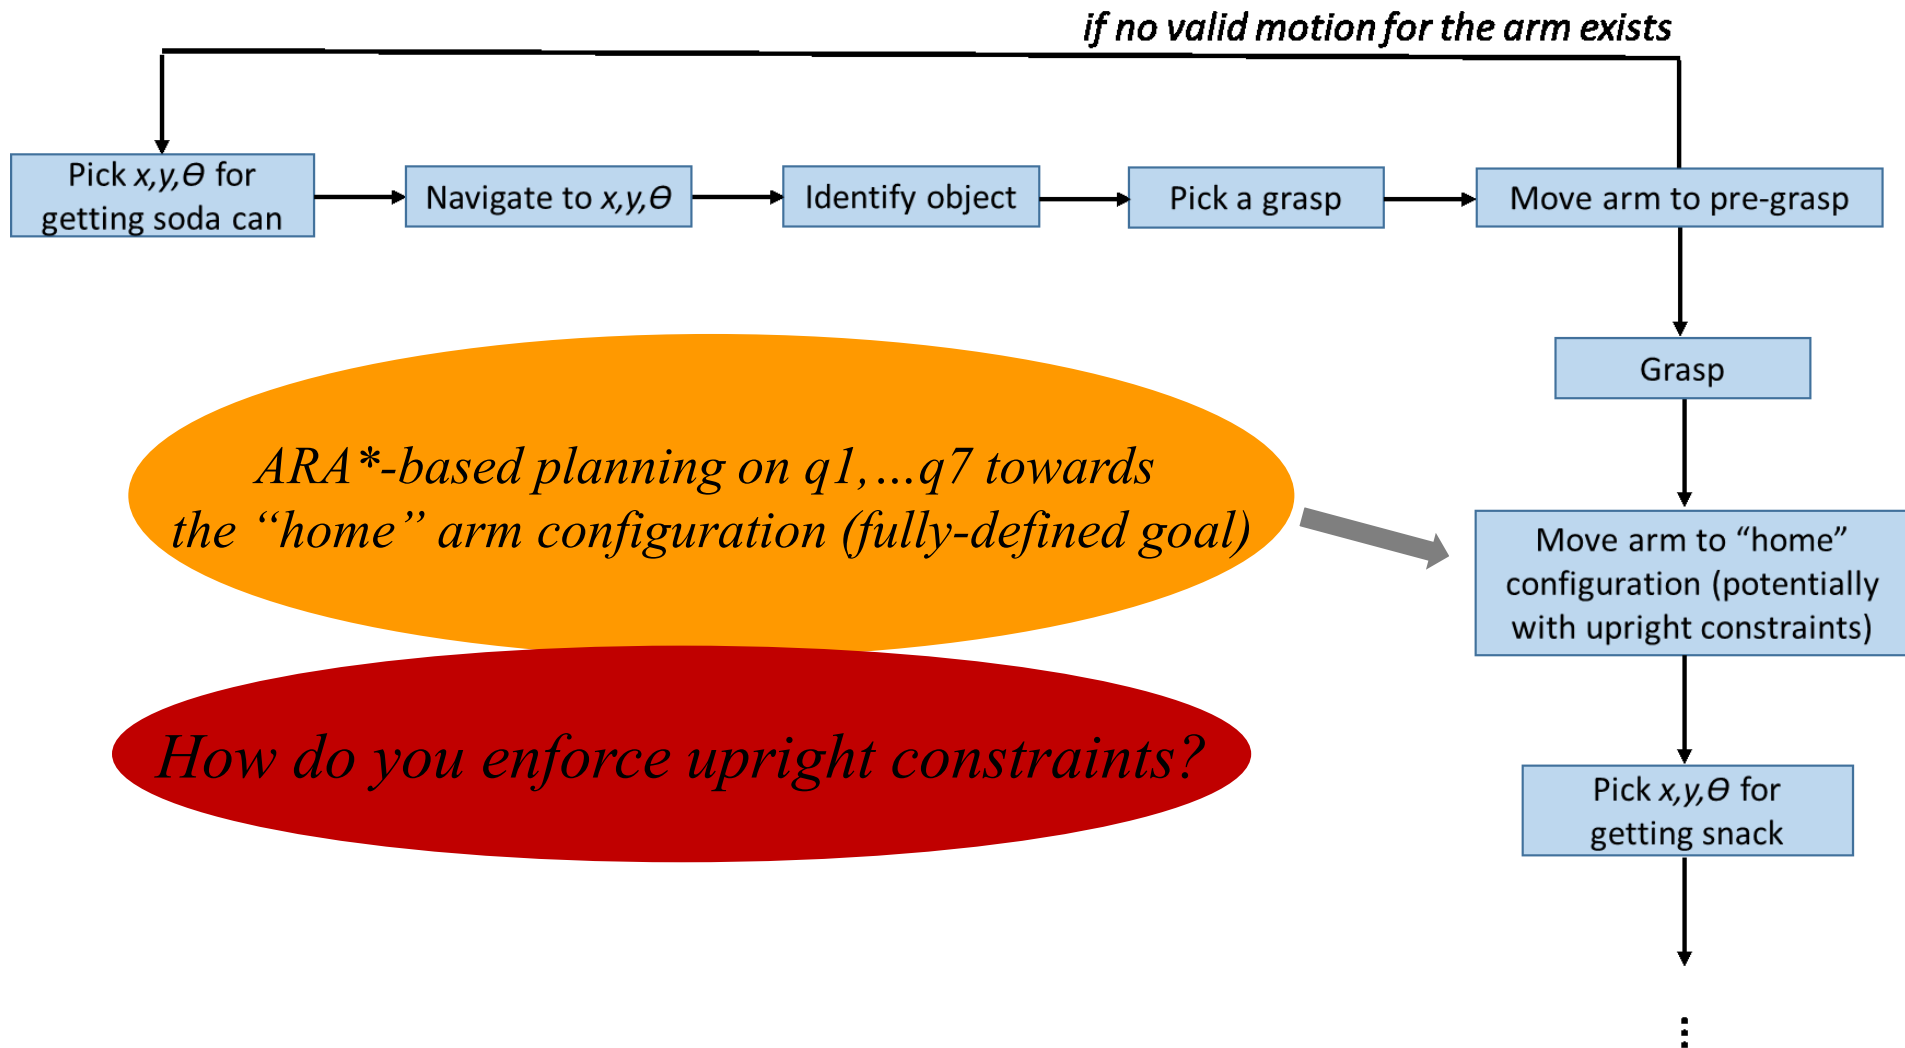 if no valid motion for the arm exists
Pick x,y,Θ for
getting soda can
Navigate to x,y,Θ
Identify object
Pick a grasp
Move arm to pre-grasp
Grasp
ARA*-based planning on q1,...q7 towards
the “home” arm configuration (fully-defined goal)
Move arm to “home”
configuration (potentially
with upright constraints)
How do you enforce upright constraints?
Pick x,y,Θ for
getting snack
⋮